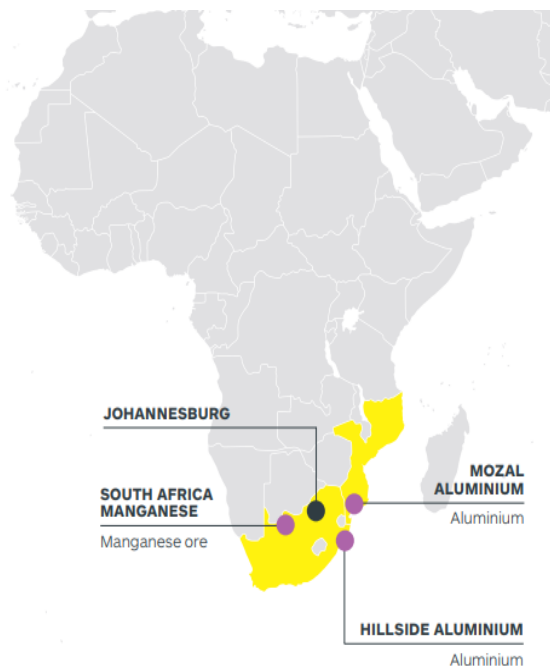 JOHANNESBURG
SOUTH AFRICA
MANGANESE
Manganese ore
MOZAL
ALUMINIUM
Aluminium
HILLSIDE ALUMINIUM
Aluminium